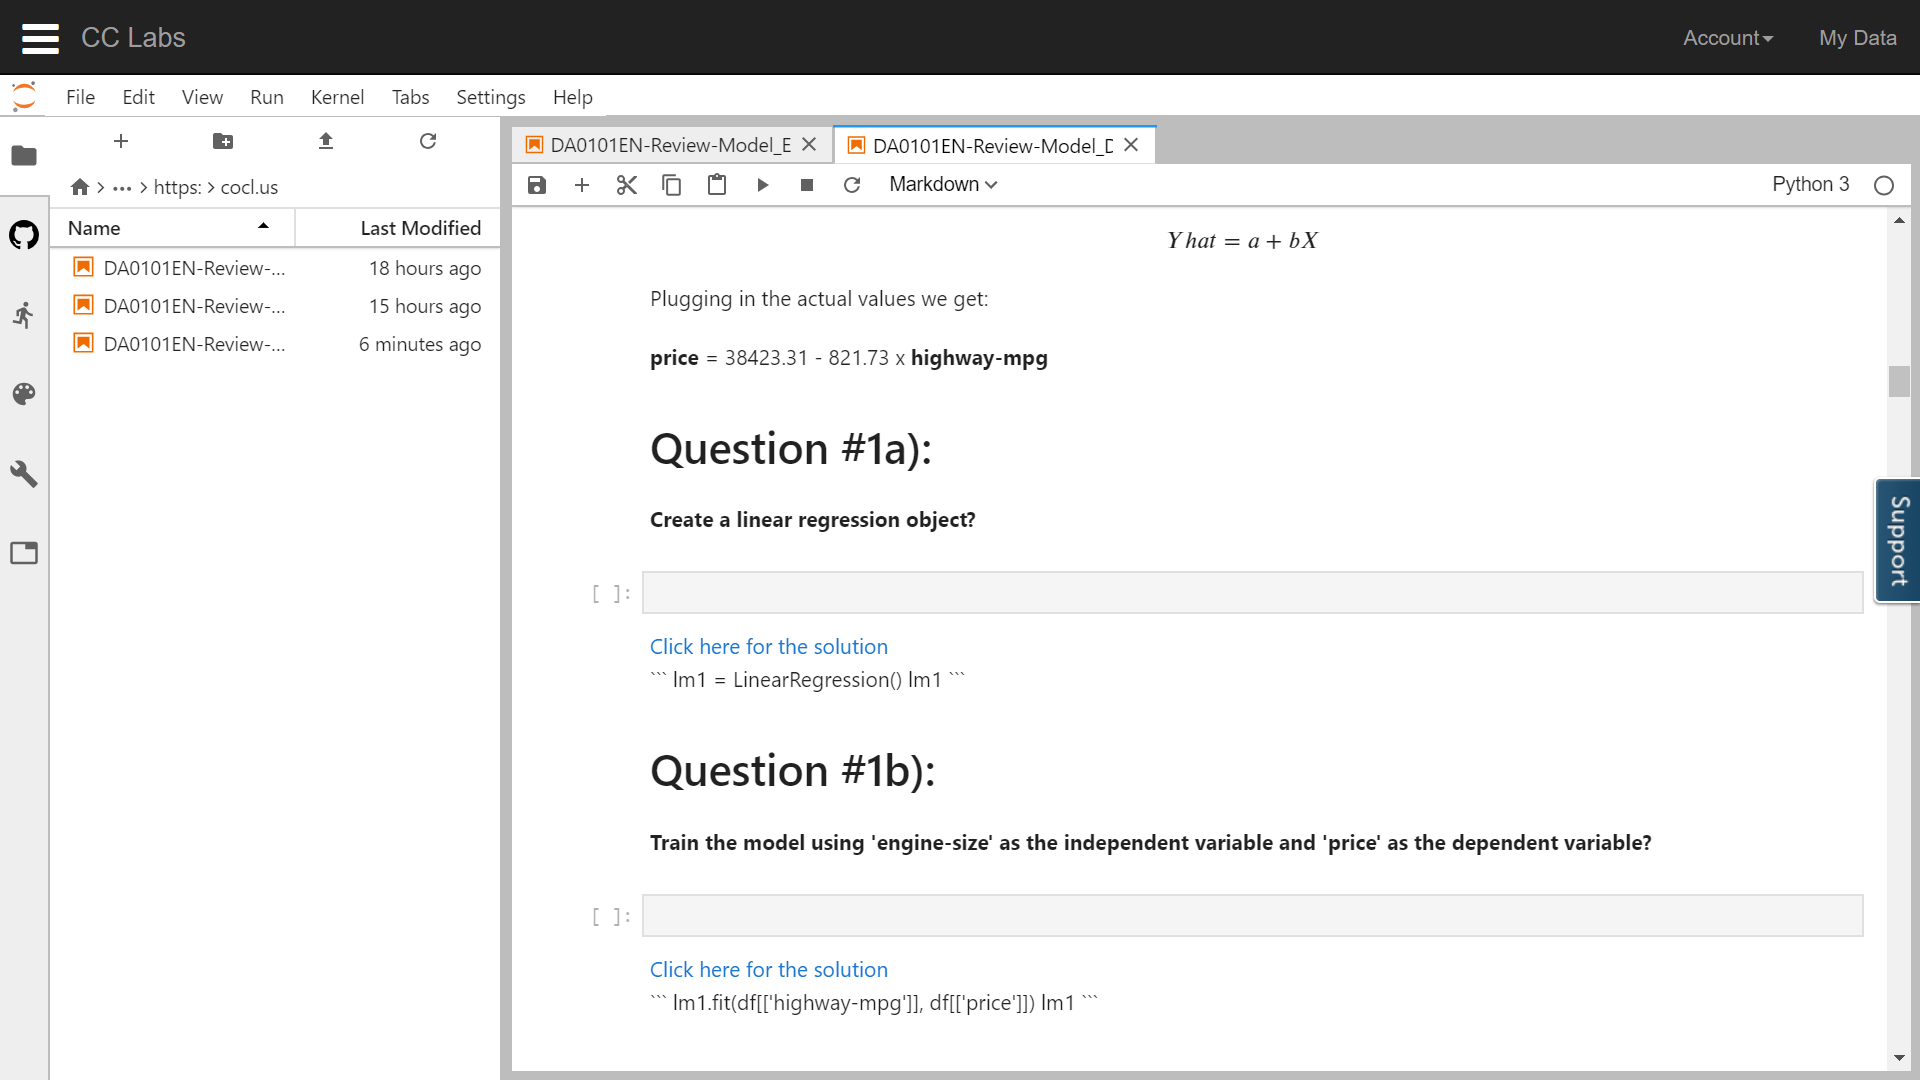 CC Labs
Account
My Data
File Edit View Run Kernel Tabs Settings Help
https: cocl.us
Name Last Modified
DA0101EN-Review-... 18 hours ago
DA0101EN-Review-... 15 hours ago
DA0101EN-Review-... 6 minutes ago
DA0101EN-Review-Model_E
DA0101EN-Review-Model_D
Markdown
Python 3
Yhat = a + bX
Plugging in the actual values we get:
price = 38423.31 - 821.73 x highway-mpg
Question #1a):
Create a linear regression object?
[ ]:
Click here for the solution
``` lm1 = LinearRegression() lm1 ```
Question #1b):
Train the model using 'engine-size' as the independent variable and 'price' as the dependent variable?
[ ]:
Click here for the solution
``` lm1.fit(df[['highway-mpg']], df[['price']]) lm1 ```
Support